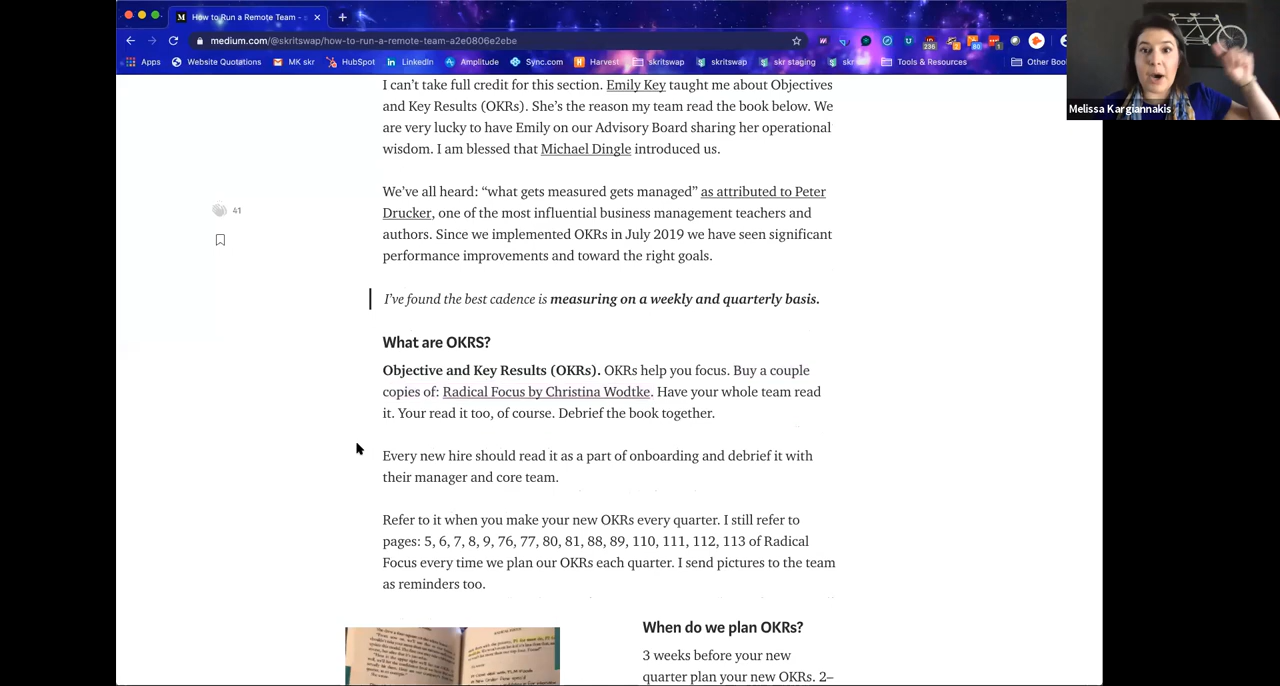 How to Run a Remote Team -
medium.com/@skritswap/how-to-run-a-remote-team-a2e0806e2ebe
236
80
1
Apps Website Quotations MK skr HubSpot LinkedIn Amplitude Sync.com Harvest skritswap skritswap skr staging skr Tools & Resources Other Boo
Melissa Kargiannakis
I can’t take full credit for this section. Emily Key taught me about Objectives
and Key Results (OKRs). She’s the reason my team read the book below. We
are very lucky to have Emily on our Advisory Board sharing her operational
wisdom. I am blessed that Michael Dingle introduced us.
We’ve all heard: “what gets measured gets managed” as attributed to Peter
Drucker, one of the most influential business management teachers and
authors. Since we implemented OKRs in July 2019 we have seen significant
performance improvements and toward the right goals.
41
I’ve found the best cadence is measuring on a weekly and quarterly basis.
What are OKRS?
Objective and Key Results (OKRs). OKRs help you focus. Buy a couple
copies of: Radical Focus by Christina Wodtke. Have your whole team read
it. Your read it too, of course. Debrief the book together.
Every new hire should read it as a part of onboarding and debrief it with
their manager and core team.
Refer to it when you make your new OKRs every quarter. I still refer to
pages: 5, 6, 7, 8, 9, 76, 77, 80, 81, 88, 89, 110, 111, 112, 113 of Radical
Focus every time we plan our OKRs each quarter. I send pictures to the team
as reminders too.
When do we plan OKRs?
3 weeks before your new
quarter plan your new OKRs. 2–